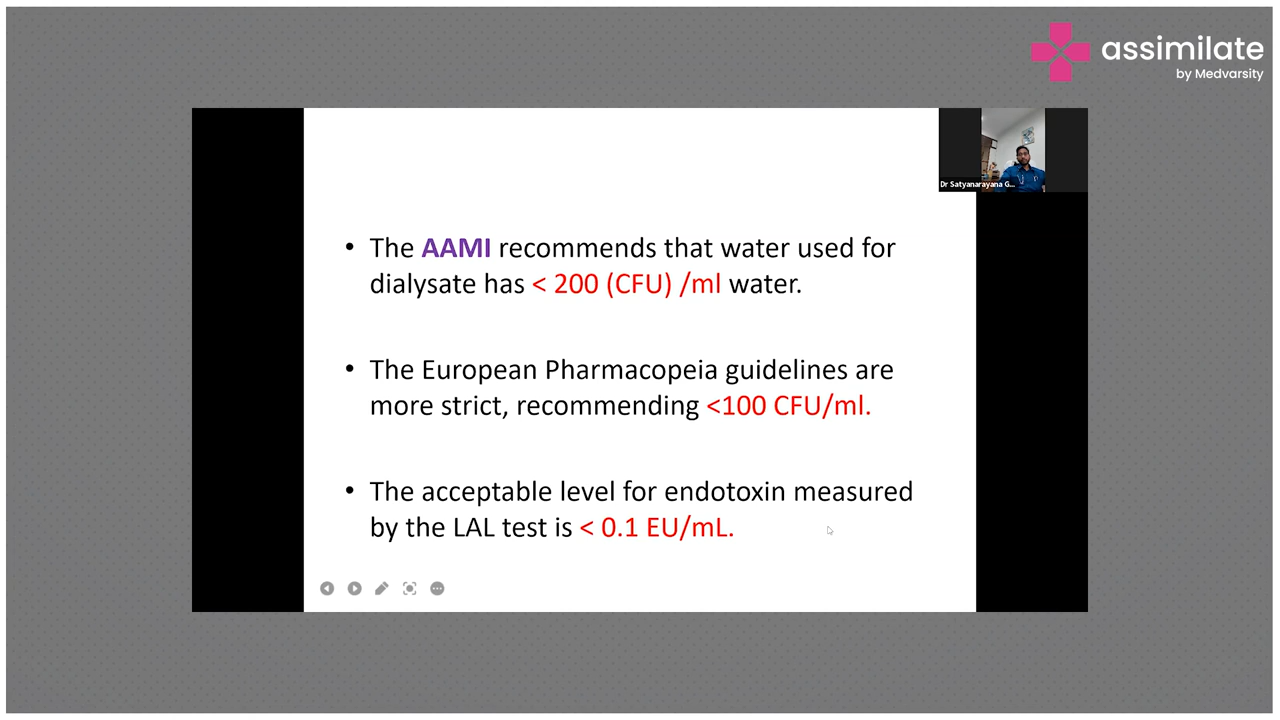 assimilate
by Medvarsity
Dr Satyanarayana G...
• The AAMI recommends that water used for
dialysate has < 200 (CFU) /ml water.
• The European Pharmacopeia guidelines are
more strict, recommending <100 CFU/ml.
• The acceptable level for endotoxin measured
by the LAL test is < 0.1 EU/mL.